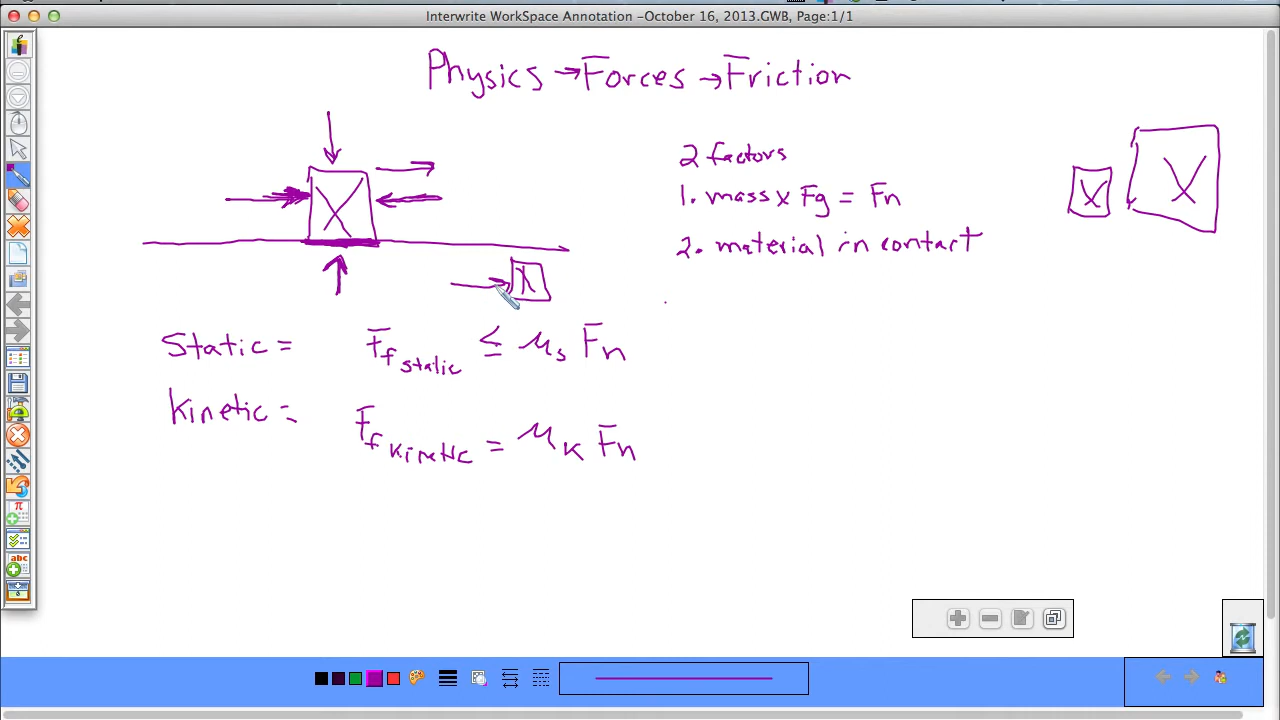 Interwrite WorkSpace Annotation -October 16, 2013.GWB, Page:1/1
Physics → Forces → Friction
2 factors
1. mass x Fg = Fn
2. material in contact
X
X
X
X
Static = Ff static ≤ μs Fn
Kinetic = Ff kinetic = μk Fn
π
abc